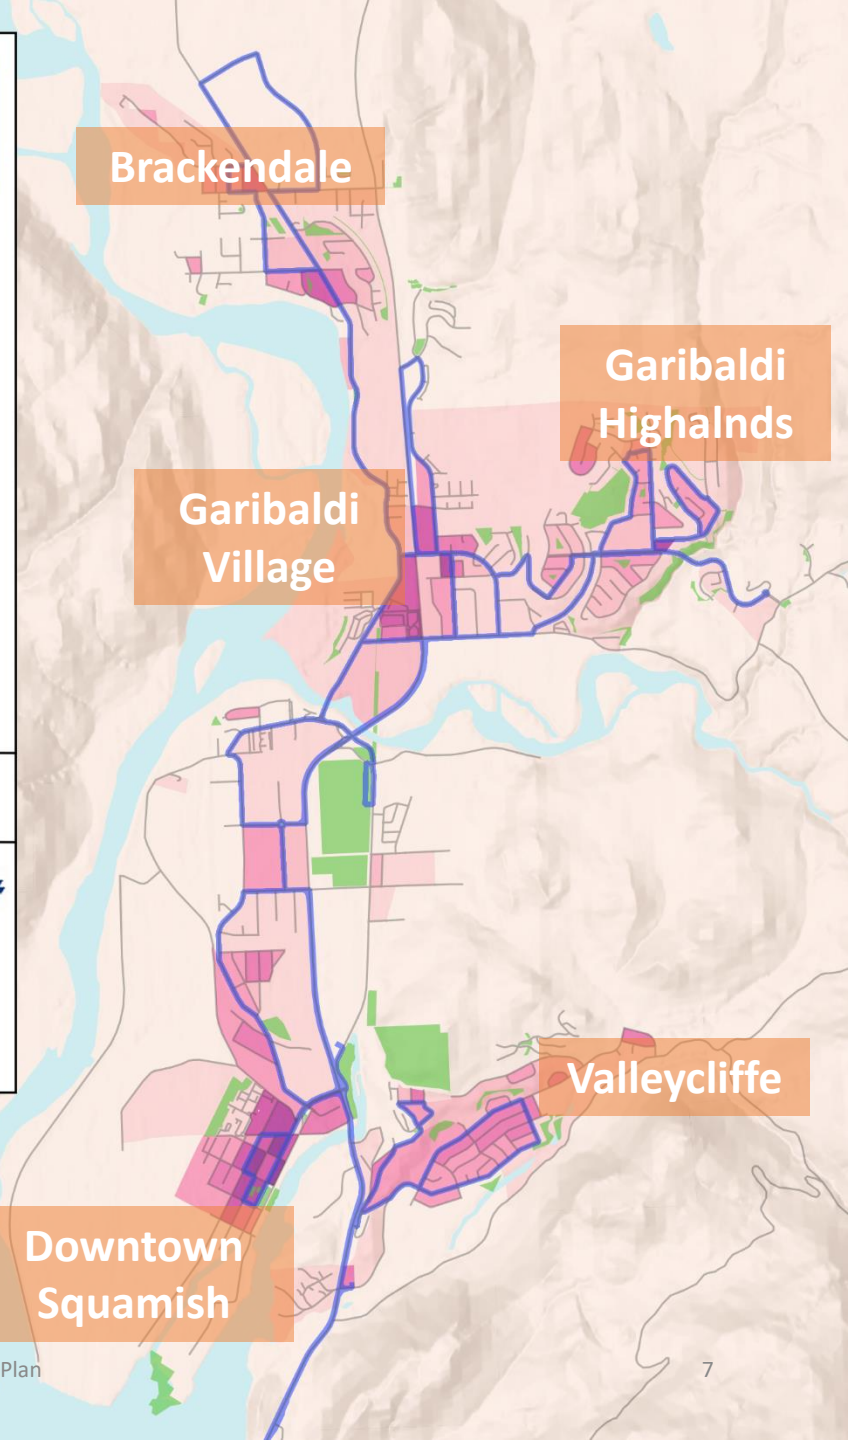 Brackendale
Garibaldi
Highalnds
Garibaldi
Village
Valleycliffe
Downtown
Squamish
Plan
7